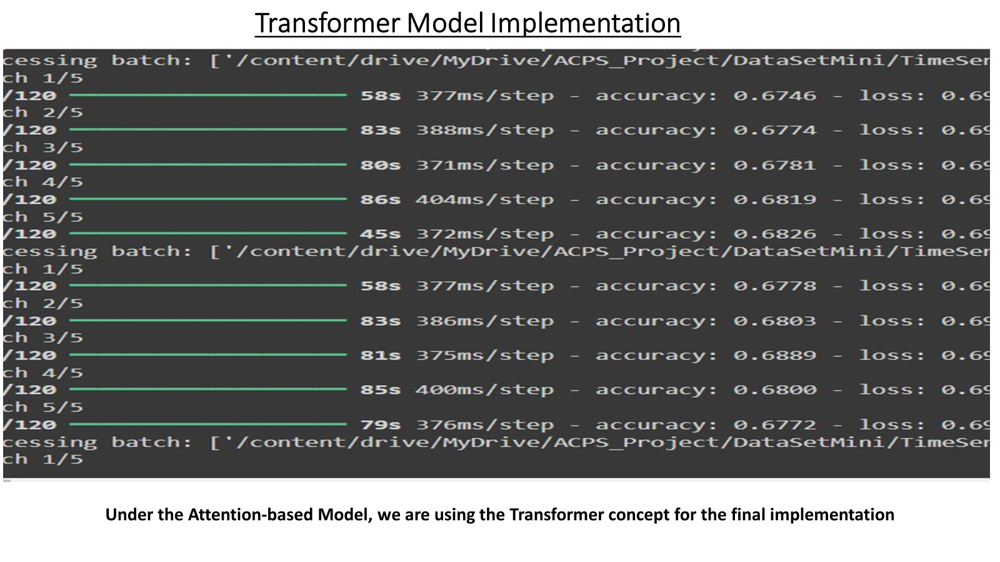 Transformer Model Implementation
cessing batch: ['/content/drive/MyDrive/ACPS_Project/DataSetMini/TimeSer
ch 1/5
/120 58s 377ms/step - accuracy: 0.6746 - loss: 0.69
ch 2/5
/120 83s 388ms/step - accuracy: 0.6774 - loss: 0.69
ch 3/5
/120 80s 371ms/step - accuracy: 0.6781 - loss: 0.69
ch 4/5
/120 86s 404ms/step - accuracy: 0.6819 - loss: 0.69
ch 5/5
/120 45s 372ms/step - accuracy: 0.6826 - loss: 0.69
cessing batch: ['/content/drive/MyDrive/ACPS_Project/DataSetMini/TimeSer
ch 1/5
/120 58s 377ms/step - accuracy: 0.6778 - loss: 0.69
ch 2/5
/120 83s 386ms/step - accuracy: 0.6803 - loss: 0.69
ch 3/5
/120 81s 375ms/step - accuracy: 0.6889 - loss: 0.69
ch 4/5
/120 85s 400ms/step - accuracy: 0.6800 - loss: 0.69
ch 5/5
/120 79s 376ms/step - accuracy: 0.6772 - loss: 0.69
cessing batch: ['/content/drive/MyDrive/ACPS_Project/DataSetMini/TimeSer
ch 1/5
Under the Attention-based Model, we are using the Transformer concept for the final implementation